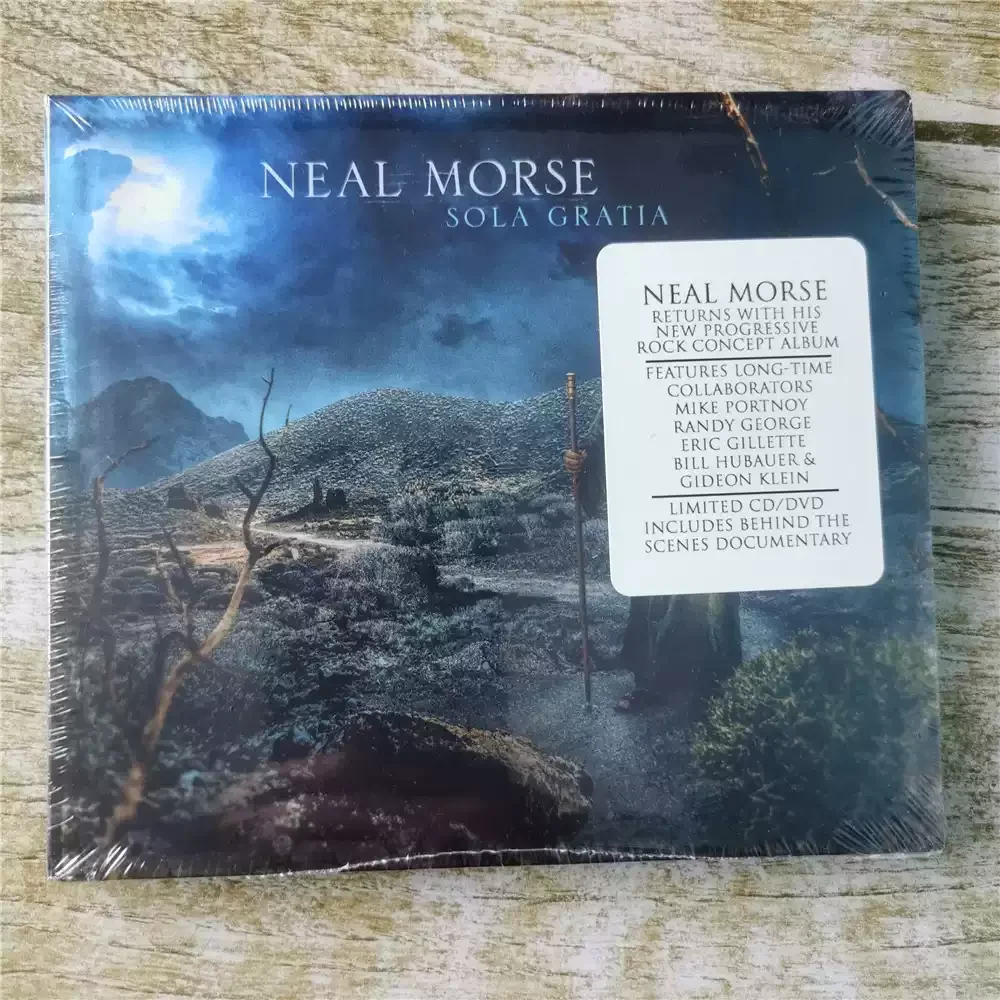 NEAL MORSE
SOLA GRATIA
NEAL MORSE
RETURNS WITH HIS
NEW PROGRESSIVE
ROCK CONCEPT ALBUM
FEATURES LONG-TIME
COLLABORATORS
MIKE PORTNOY
RANDY GEORGE
ERIC GILLETTE
BILL HUBAUER &
GIDEON KLEIN
LIMITED CD/DVD
INCLUDES BEHIND THE
SCENES DOCUMENTARY